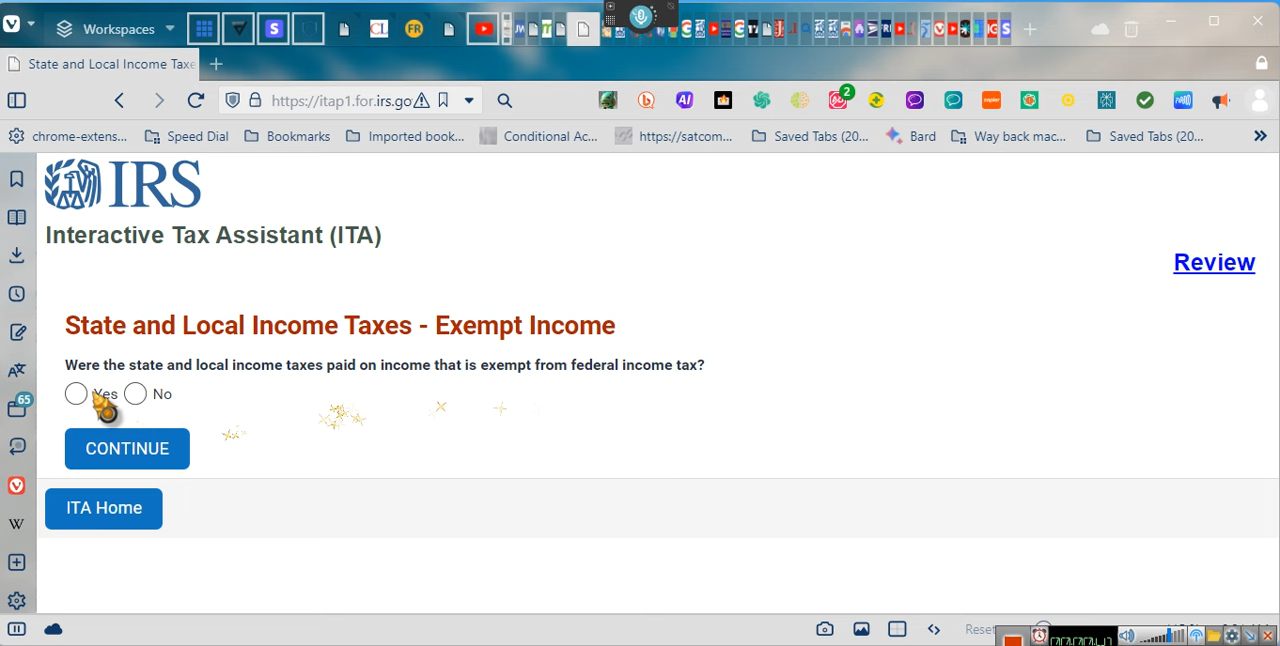 Workspaces
State and Local Income Taxe
https://itap1.for.irs.go
2
chrome-extens...
Speed Dial
Bookmarks
Imported book...
Conditional Ac...
https://satcom...
Saved Tabs (20...
Bard
Way back mac...
Saved Tabs (20...
IRS
Interactive Tax Assistant (ITA)
Review
State and Local Income Taxes - Exempt Income
Were the state and local income taxes paid on income that is exempt from federal income tax?
Yes
No
65
CONTINUE
ITA Home
Reset